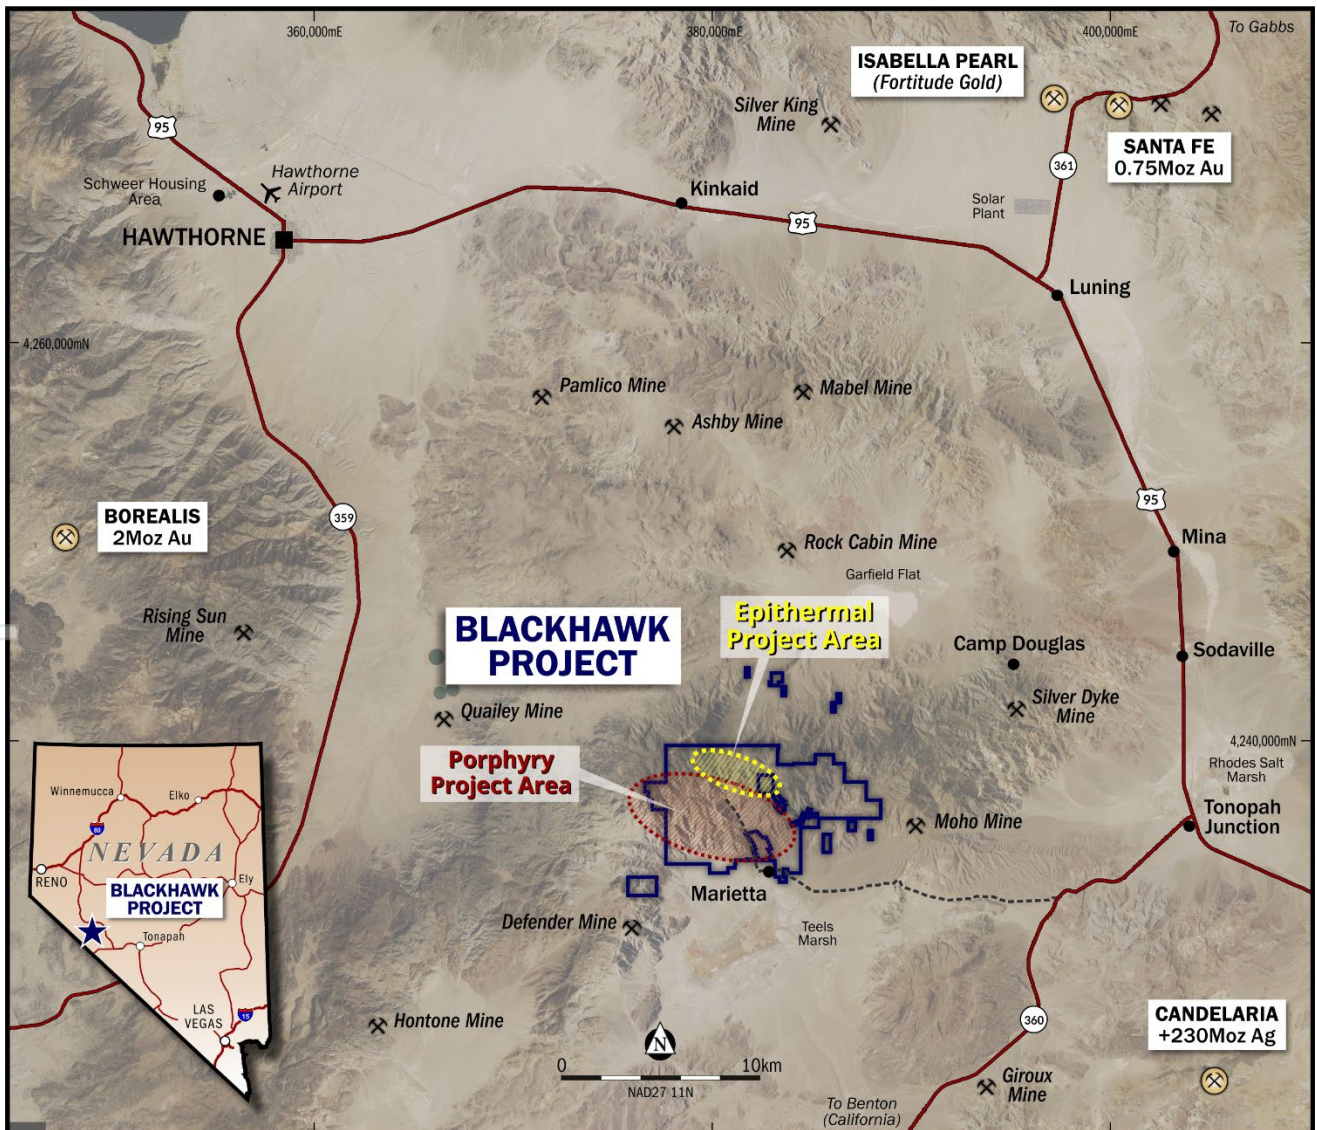 360,000mE
380,000mE
400,000mE
To Gabbs
ISABELLA PEARL
(Fortitude Gold)
Silver King
Mine
95
SANTA FE
0.75Moz Au
361
Hawthorne
Airport
Schweer Housing
Area
Kinkaid
Solar
Plant
95
HAWTHORNE
Luning
4,260,000mN
Pamlico Mine
Mabel Mine
Ashby Mine
95
BOREALIS
2Moz Au
359
Mina
Rock Cabin Mine
Garfield Flat
Rising Sun
Mine
BLACKHAWK
PROJECT
Epithermal
Project Area
Camp Douglas
Sodaville
Silver Dyke
Mine
Quailey Mine
4,240,000mN
Porphyry
Project Area
Rhodes Salt
Marsh
Tonopah
Junction
Moho Mine
Marietta
Defender Mine
Teels
Marsh
Winnemucca
Elko
80
NEVADA
RENO
Ely
BLACKHAWK
PROJECT
Tonapah
LAS
VEGAS
15
Hontone Mine
N
0
10km
NAD27 11N
360
CANDELARIA
+230Moz Ag
Giroux
Mine
To Benton
(California)